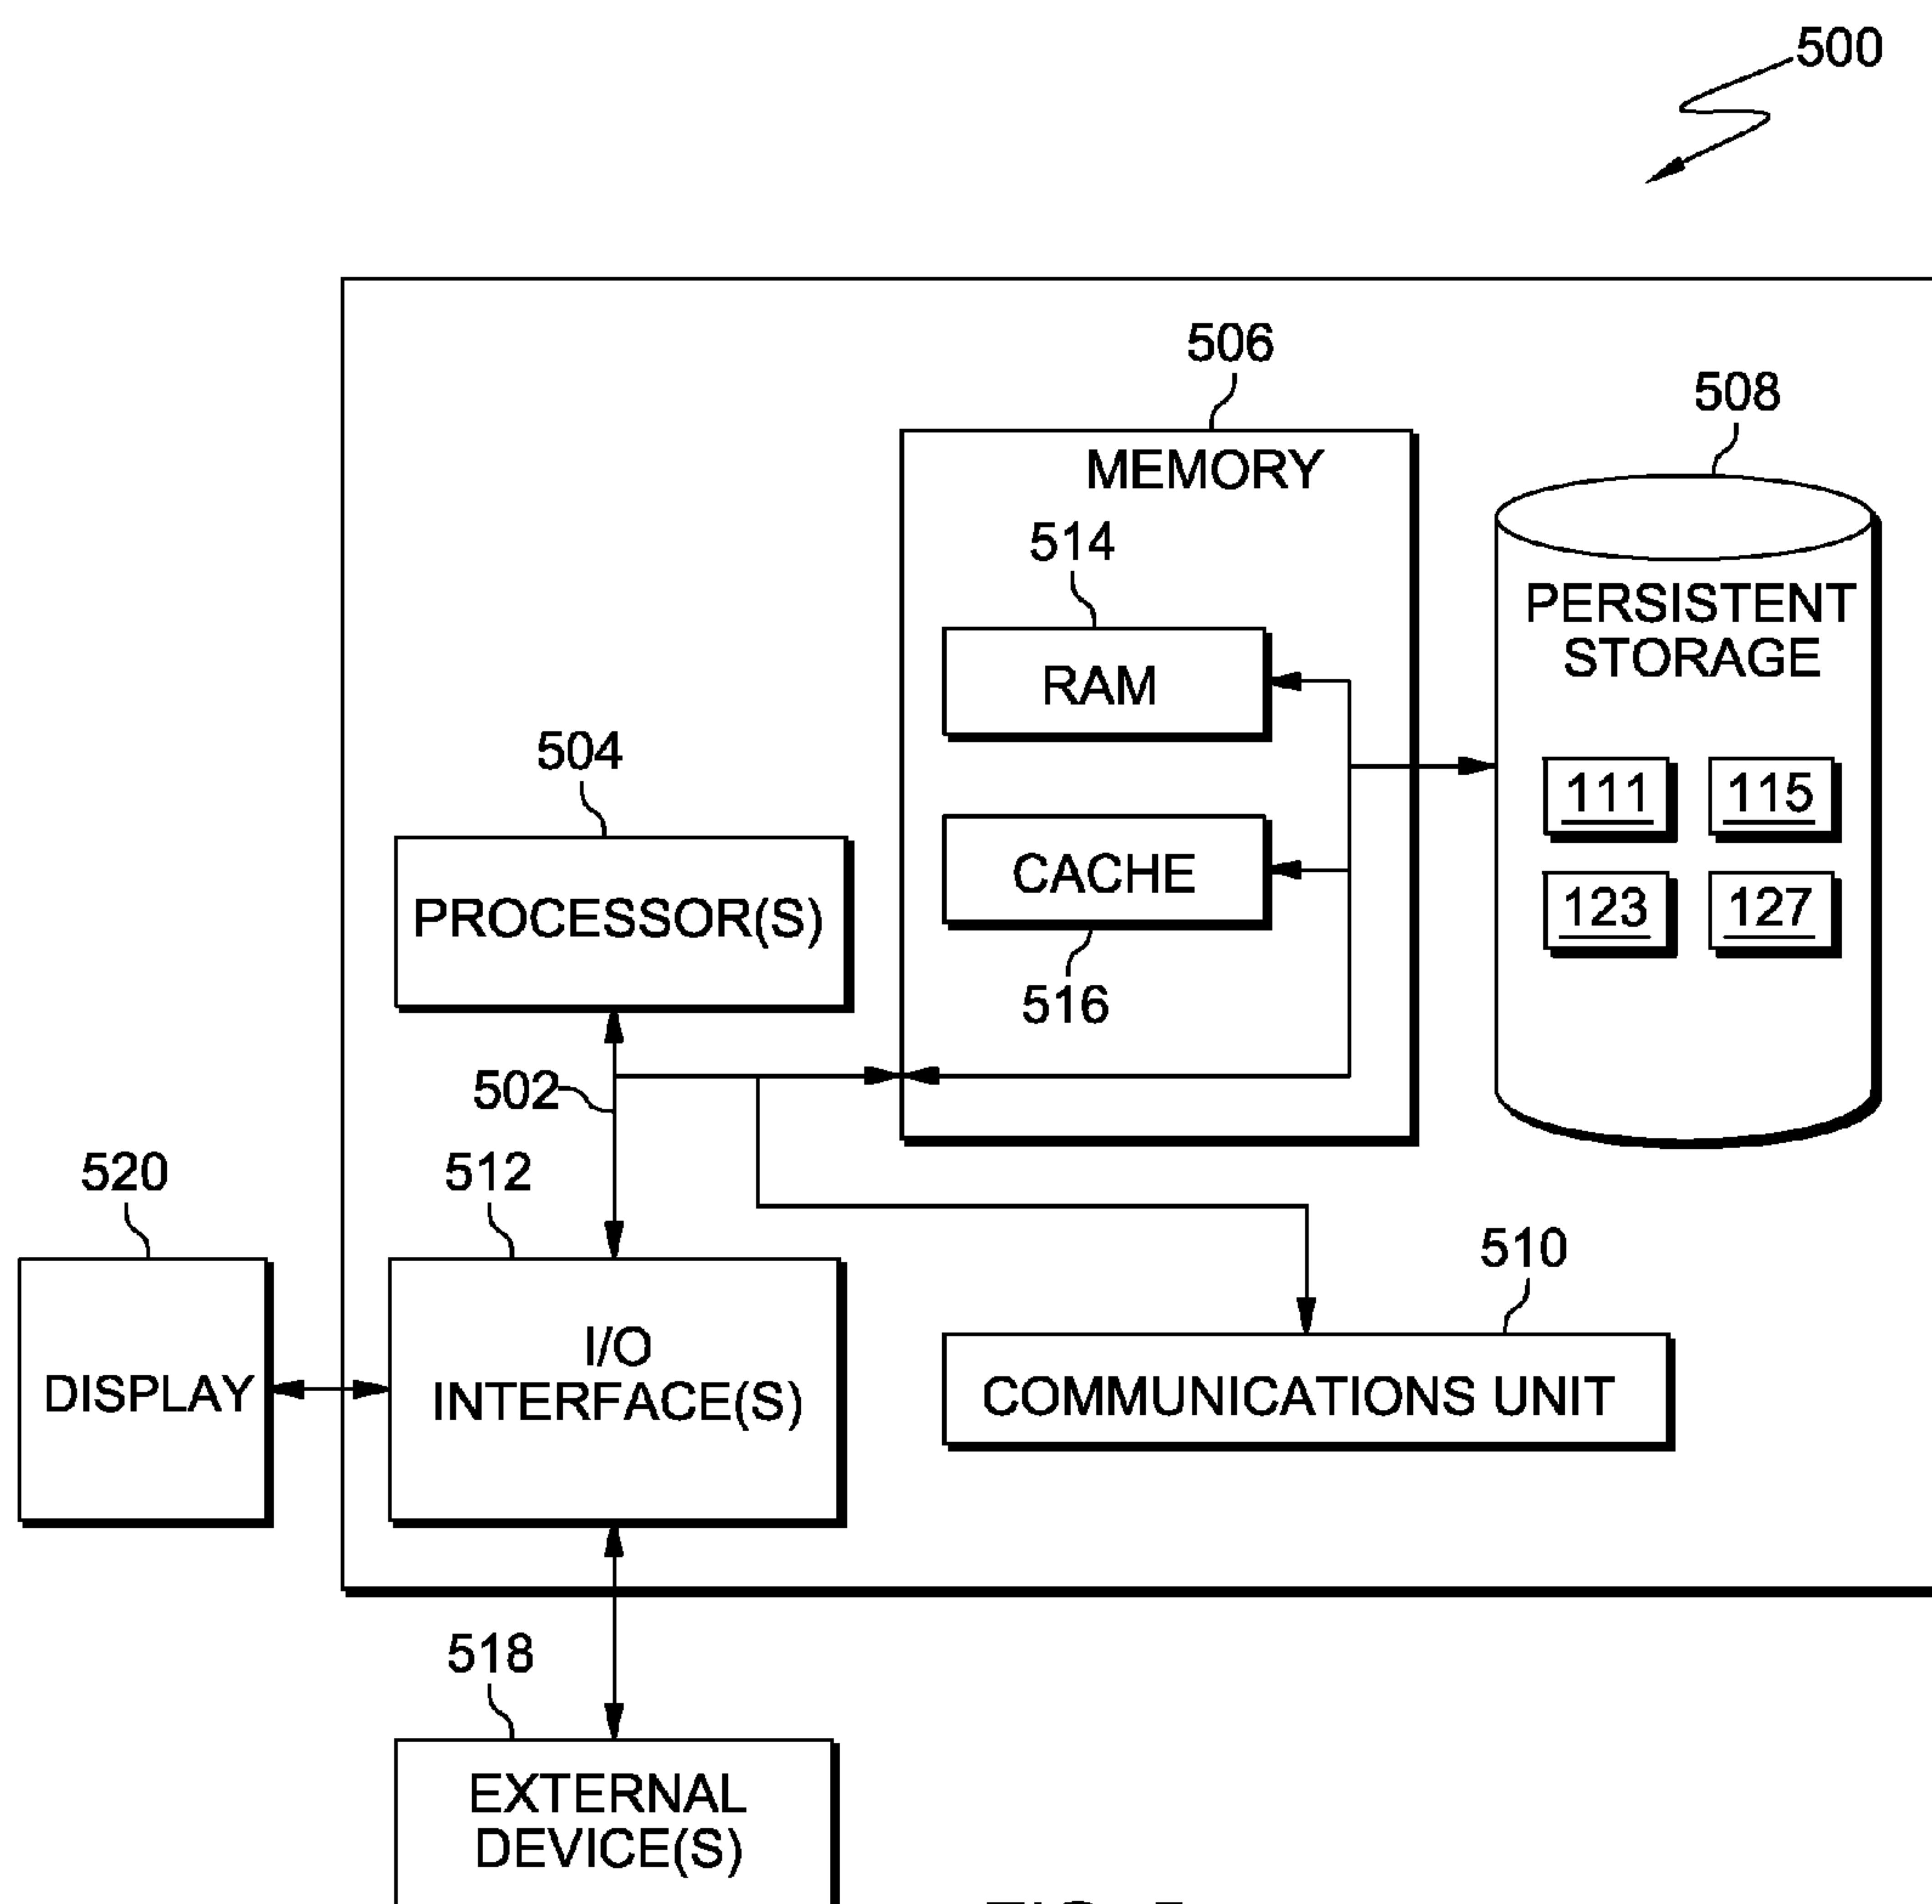 500
506
508
MEMORY
514
PERSISTENT
STORAGE
RAM
504
111
115
CACHE
PROCESSOR(S)
123
127
516
502
520
512
510
I/O
INTERFACE(S)
DISPLAY
COMMUNICATIONS UNIT
518
EXTERNAL
DEVICE(S)